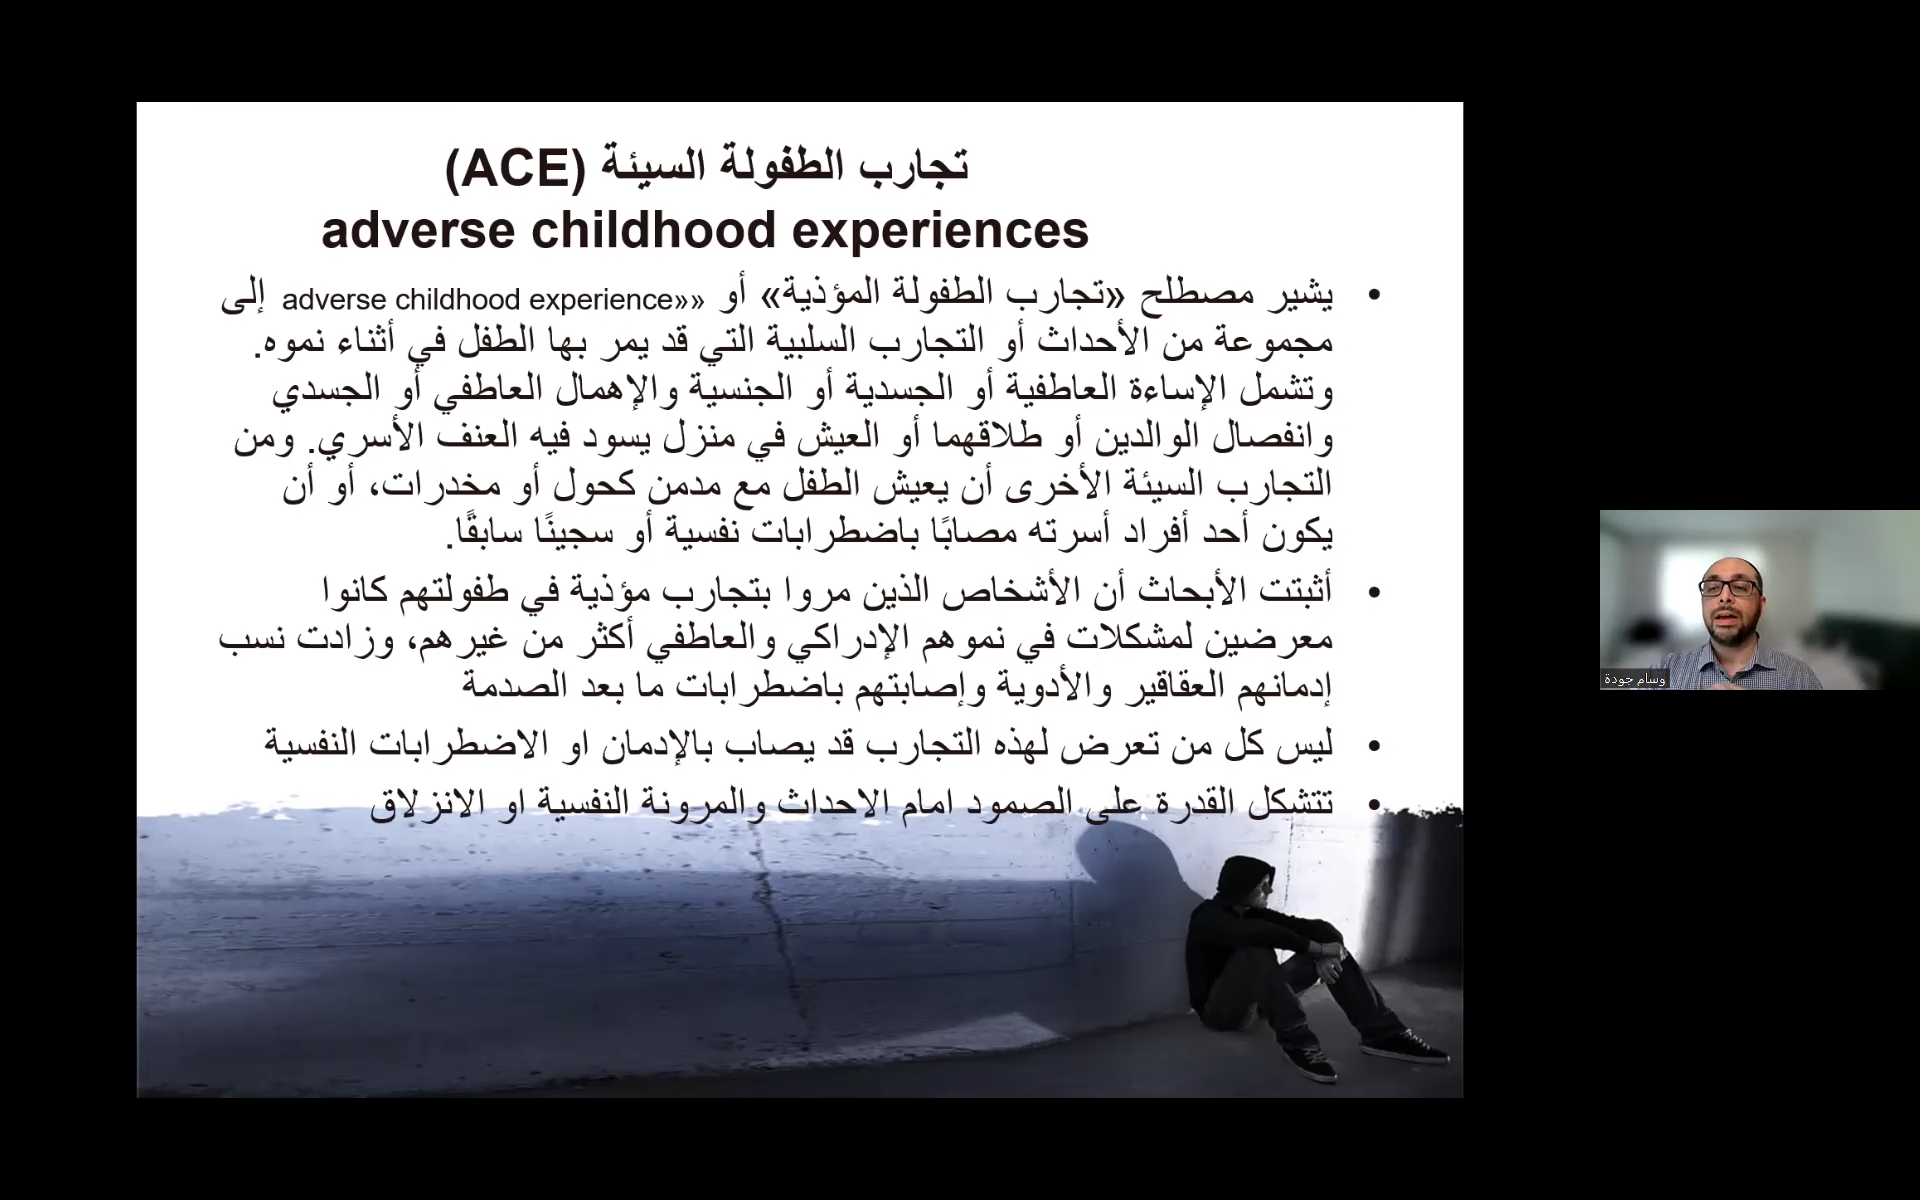 تجارب الطفولة السيئة (ACE)
adverse childhood experiences
• يشير مصطلح «تجارب الطفولة المؤذية» أو «»adverse childhood experience إلى
مجموعة من الأحداث أو التجارب السلبية التي قد يمر بها الطفل في أثناء نموه.
وتشمل الإساءة العاطفية أو الجسدية أو الجنسية والإهمال العاطفي أو الجسدي
وانفصال الوالدين أو طلاقهما أو العيش في منزل يسود فيه العنف الأسري. ومن
التجارب السيئة الأخرى أن يعيش الطفل مع مدمن كحول أو مخدرات، أو أن
يكون أحد أفراد أسرته مصابًا باضطرابات نفسية أو سجينًا سابقًا.
• أثبتت الأبحاث أن الأشخاص الذين مروا بتجارب مؤذية في طفولتهم كانوا
معرضين لمشكلات في نموهم الإدراكي والعاطفي أكثر من غيرهم، وزادت نسب
إدمانهم العقاقير والأدوية وإصابتهم باضطرابات ما بعد الصدمة
• ليس كل من تعرض لهذه التجارب قد يصاب بالإدمان او الاضطرابات النفسية
• تتشكل القدرة على الصمود امام الاحداث والمرونة النفسية او الانزلاق
وسام جودة